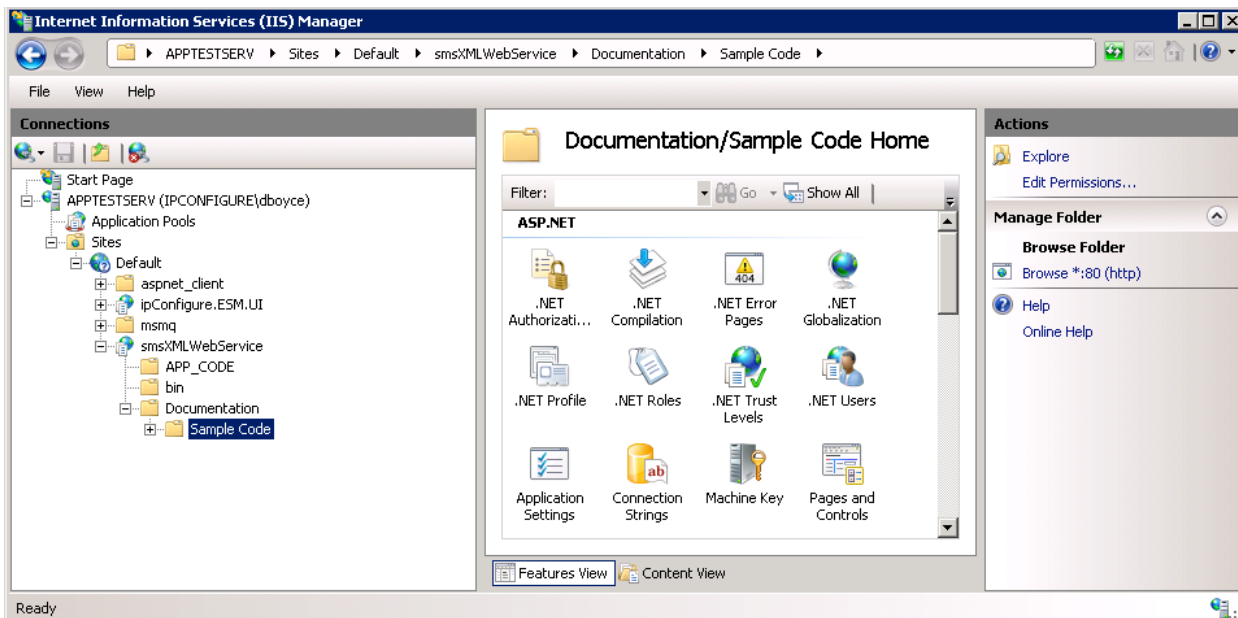 Internet Information Services (IIS) Manager
APPTESTSERV Sites Default smsXMLWebService Documentation Sample Code
File View Help
Connections
Start Page
APPTESTSERV (IPCONFIGURE\dboyce)
Application Pools
Sites
Default
aspnet_client
ipConfigure.ESM.UI
msmq
smsXMLWebService
APP_CODE
bin
Documentation
Sample Code
Documentation/Sample Code Home
Filter: Go Show All
ASP.NET
404
.NET .NET .NET Error .NET
Authorizati... Compilation Pages Globalization
.NET Profile .NET Roles .NET Trust .NET Users
Levels
ab
Application Connection Machine Key Pages and
Settings Strings Controls
Features View Content View
Actions
Explore
Edit Permissions...
Manage Folder
Browse Folder
Browse *:80 (http)
Help
Online Help
Ready